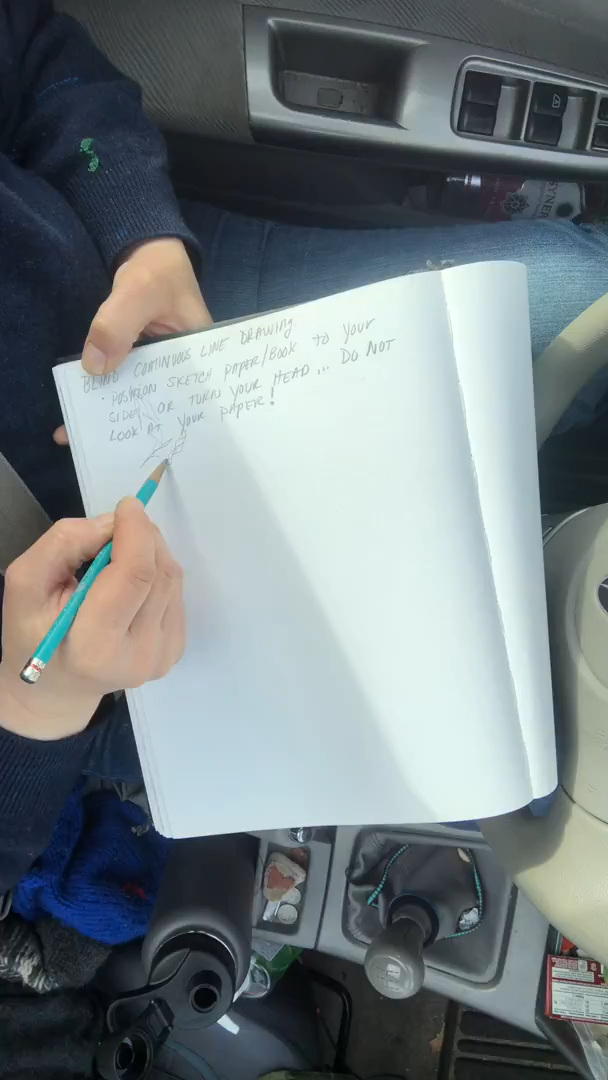 BLIND CONTINUOUS LINE DRAWING
· POSITION SKETCH PAPER/BOOK TO YOUR
SIDE OR TURN YOUR HEAD... DO NOT
LOOK AT YOUR PAPER!
SYNER